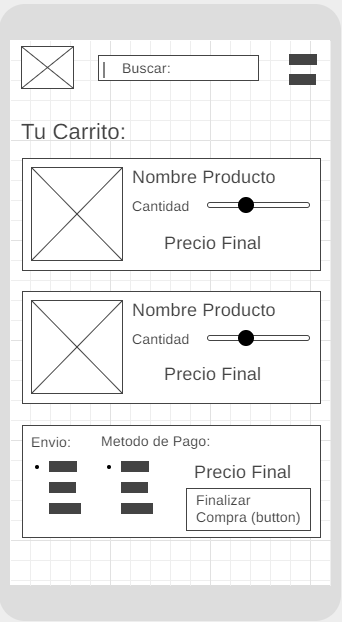 Buscar:
Tu Carrito:
Nombre Producto
Cantidad
Precio Final
Nombre Producto
Cantidad
Precio Final
Envio:
Metodo de Pago:
Precio Final
Finalizar
Compra (button)